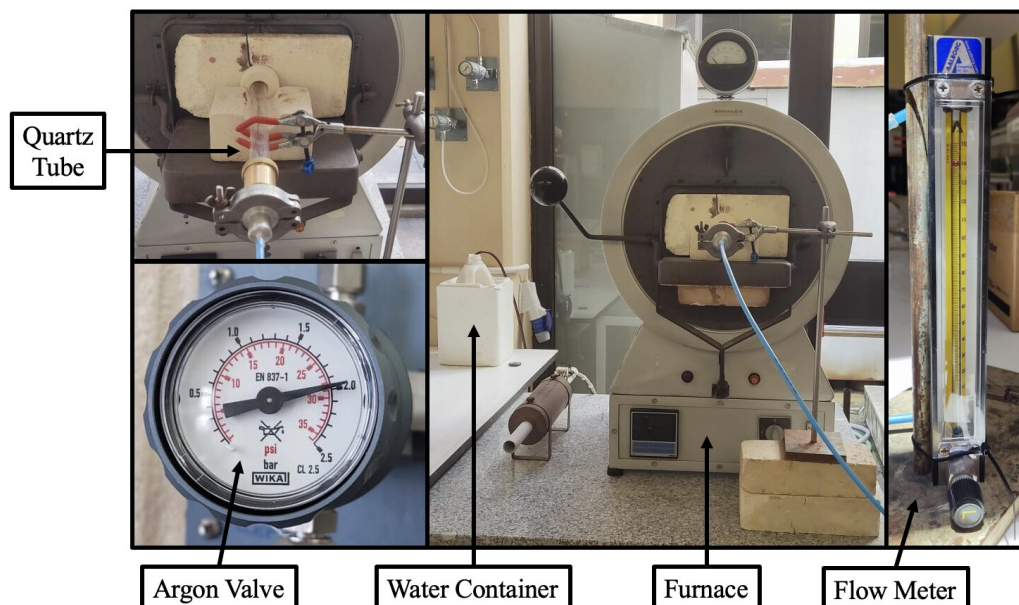 Quartz
Tube
0.5
1.0
1.5
2.0
2.5
10
15
20
25
30
35
EN 837-1
psi
bar
CL 2.5
WIKAI
A
Argon Valve
Water Container
Furnace
Flow Meter